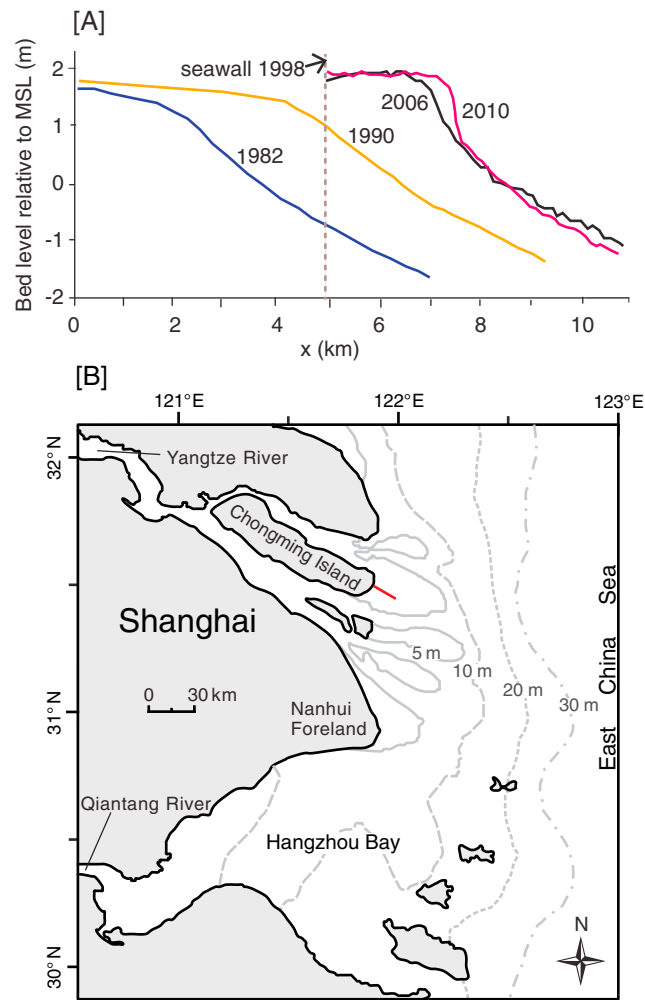 [A]
Bed level relative to MSL (m)
2
1
0
-1
-2
seawall 1998
1982
1990
2006
2010
0
2
4
6
8
10
x (km)
[B]
121°E
122°E
123°E
32°N
31°N
30°N
Yangtze River
Chongming Island
Shanghai
0 30 km
Nanhui
Foreland
5 m
10 m
20 m
30 m
East China Sea
Qiantang River
Hangzhou Bay
N